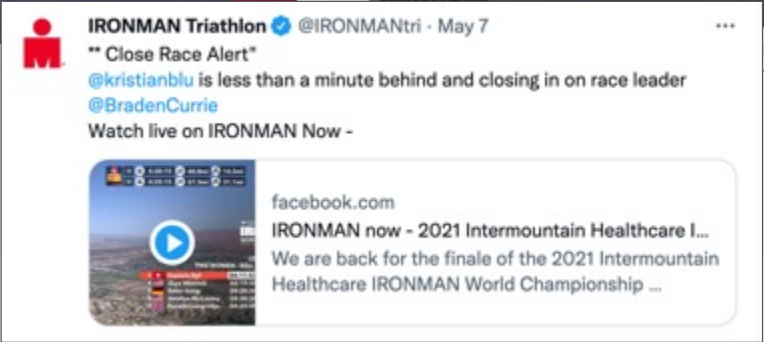 IRONMAN Triathlon @IRONMANtri · May 7
** Close Race Alert"
@kristianblu is less than a minute behind and closing in on race leader
@BradenCurrie
Watch live on IRONMAN Now -
facebook.com
IRONMAN now - 2021 Intermountain Healthcare I...
We are back for the finale of the 2021 Intermountain
Healthcare IRONMAN World Championship ...